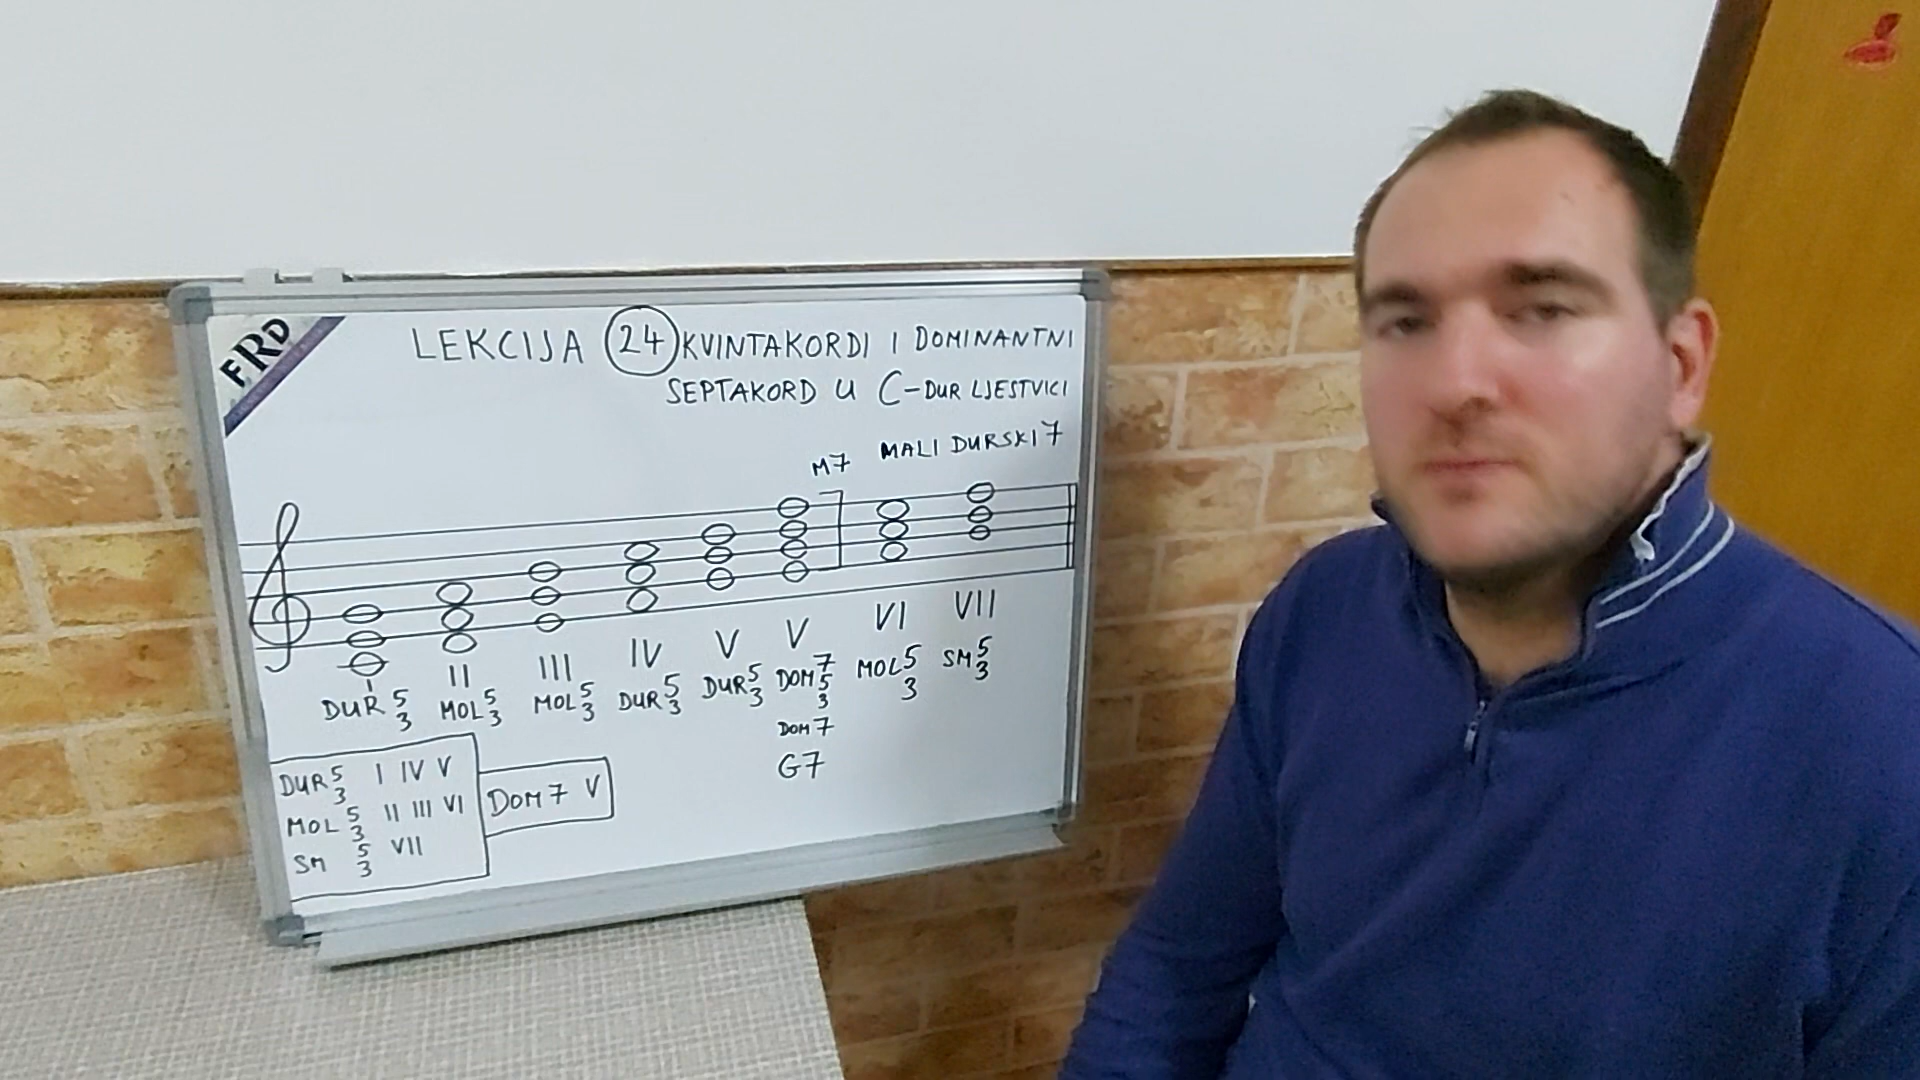 FRD
LEKCIJA 24 KVINTAKORDI I DOMINANTNI
SEPTAKORD U C-DUR LJESTVICI
M7 MALI DURSKI 7
I II III IV V V VI VII
DUR 5 3 MOL 5 3 MOL 5 3 DUR 5 3 DUR 5 3 DOM 7 5 3 MOL 5 3 SM 5 3
DOM 7
G7
DUR 5 3 I IV V
MOL 5 3 II III VI
SM 5 3 VII
DOM 7 V